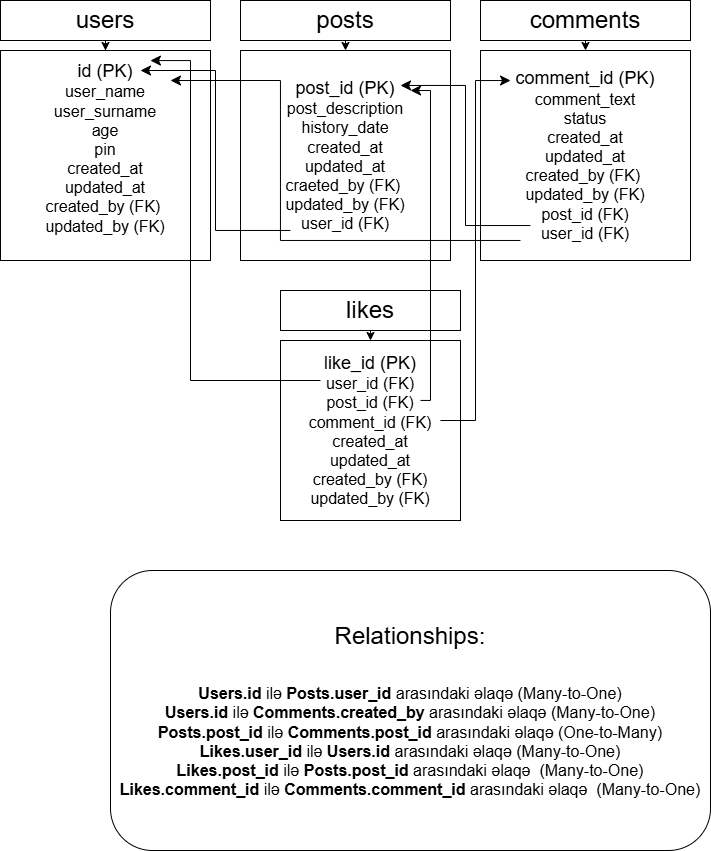 users
id (PK)
user_name
user_surname
age
pin
created_at
updated_at
created_by (FK)
updated_by (FK)
posts
post_id (PK)
post_description
history_date
created_at
updated_at
craeted_by (FK)
updated_by (FK)
user_id (FK)
comments
comment_id (PK)
comment_text
status
created_at
updated_at
created_by (FK)
updated_by (FK)
post_id (FK)
user_id (FK)
likes
like_id (PK)
user_id (FK)
post_id (FK)
comment_id (FK)
created_at
updated_at
created_by (FK)
updated_by (FK)
Relationships:
Users.id ilə Posts.user_id arasındaki əlaqə (Many-to-One)
Users.id ilə Comments.created_by arasındaki əlaqə (Many-to-One)
Posts.post_id ilə Comments.post_id arasındaki əlaqə (One-to-Many)
Likes.user_id ilə Users.id arasındaki əlaqə (Many-to-One)
Likes.post_id ilə Posts.post_id arasındaki əlaqə (Many-to-One)
Likes.comment_id ilə Comments.comment_id arasındaki əlaqə (Many-to-One)